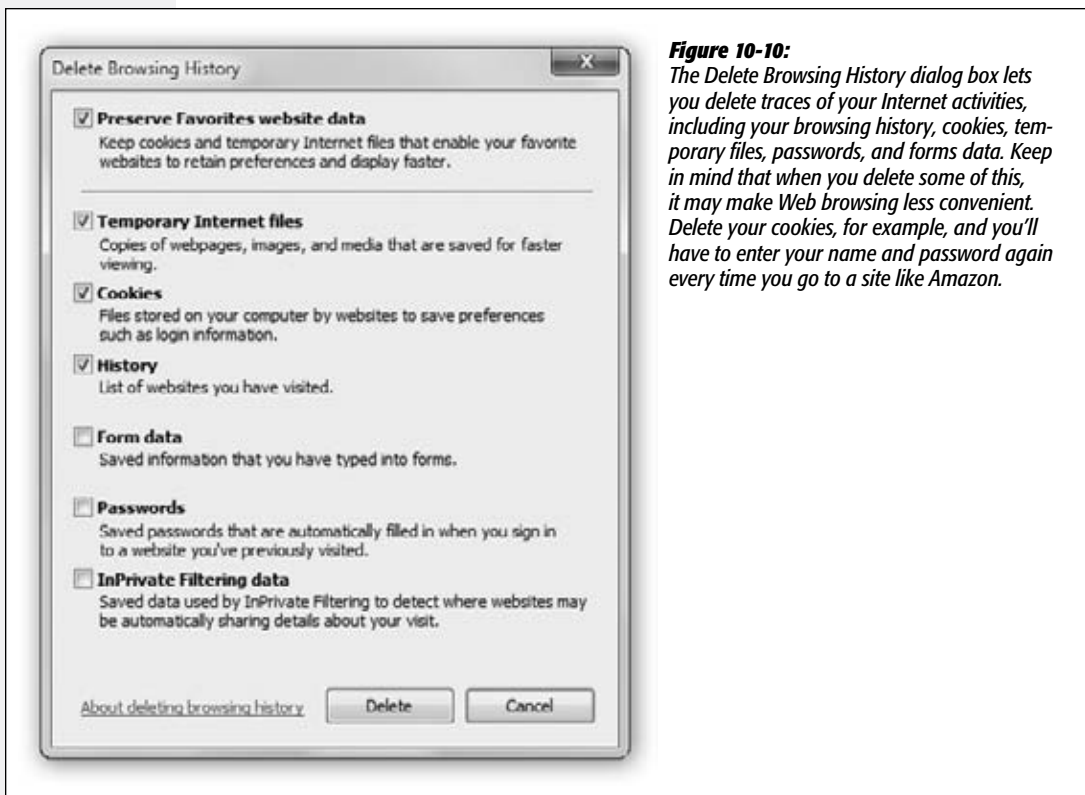 Delete Browsing History
Preserve Favorites website data
Keep cookies and temporary Internet files that enable your favorite
websites to retain preferences and display faster.
Temporary Internet files
Copies of webpages, images, and media that are saved for faster
viewing.
Cookies
Files stored on your computer by websites to save preferences
such as login information.
History
List of websites you have visited.
Form data
Saved information that you have typed into forms.
Passwords
Saved passwords that are automatically filled in when you sign in
to a website you've previously visited.
InPrivate Filtering data
Saved data used by InPrivate Filtering to detect where websites may
be automatically sharing details about your visit.
About deleting browsing history
Delete
Cancel
Figure 10-10:
The Delete Browsing History dialog box lets
you delete traces of your Internet activities,
including your browsing history, cookies, tem-
porary files, passwords, and forms data. Keep
in mind that when you delete some of this,
it may make Web browsing less convenient.
Delete your cookies, for example, and you’ll
have to enter your name and password again
every time you go to a site like Amazon.